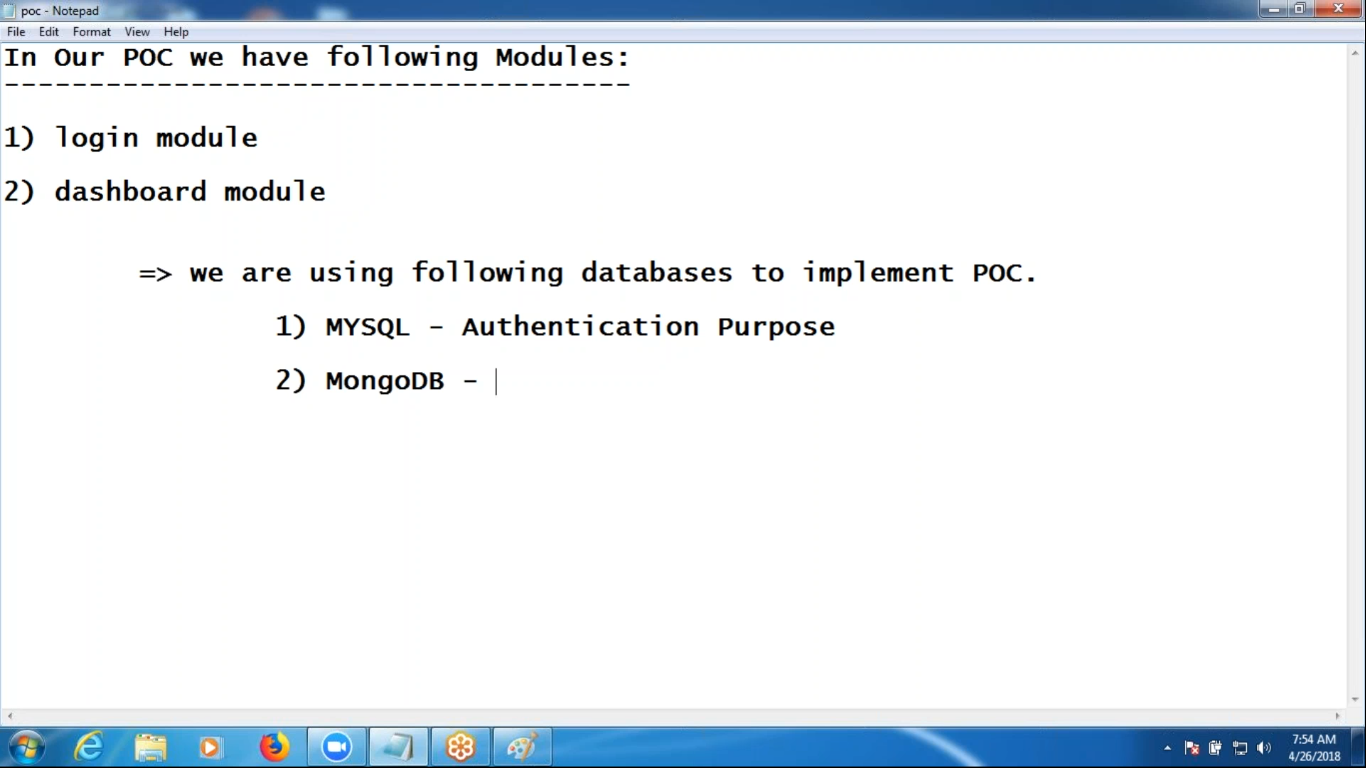 poc - Notepad
File Edit Format View Help
In Our POC we have following Modules:
-------------------------------------
1) login module
2) dashboard module
=> we are using following databases to implement POC.
1) MYSQL - Authentication Purpose
2) MongoDB -
7:54 AM
4/26/2018